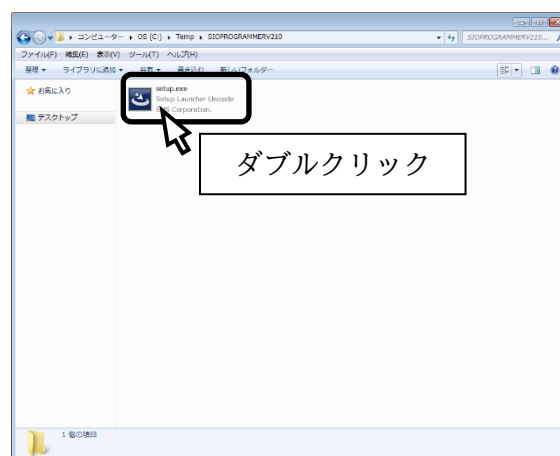 コンピューター ▸ OS (C:) ▸ Temp ▸ SIOPROGRAMMERV210
SIOPROGRAMMERV210...
ファイル(F) 編集(E) 表示(V) ツール(T) ヘルプ(H)
整理 ライブラリに追加 共有 書き込む 新しいフォルダー
お気に入り
デスクトップ
setup.exe
Setup Launcher Unicode
Corporation.
ダブルクリック
1 個の項目